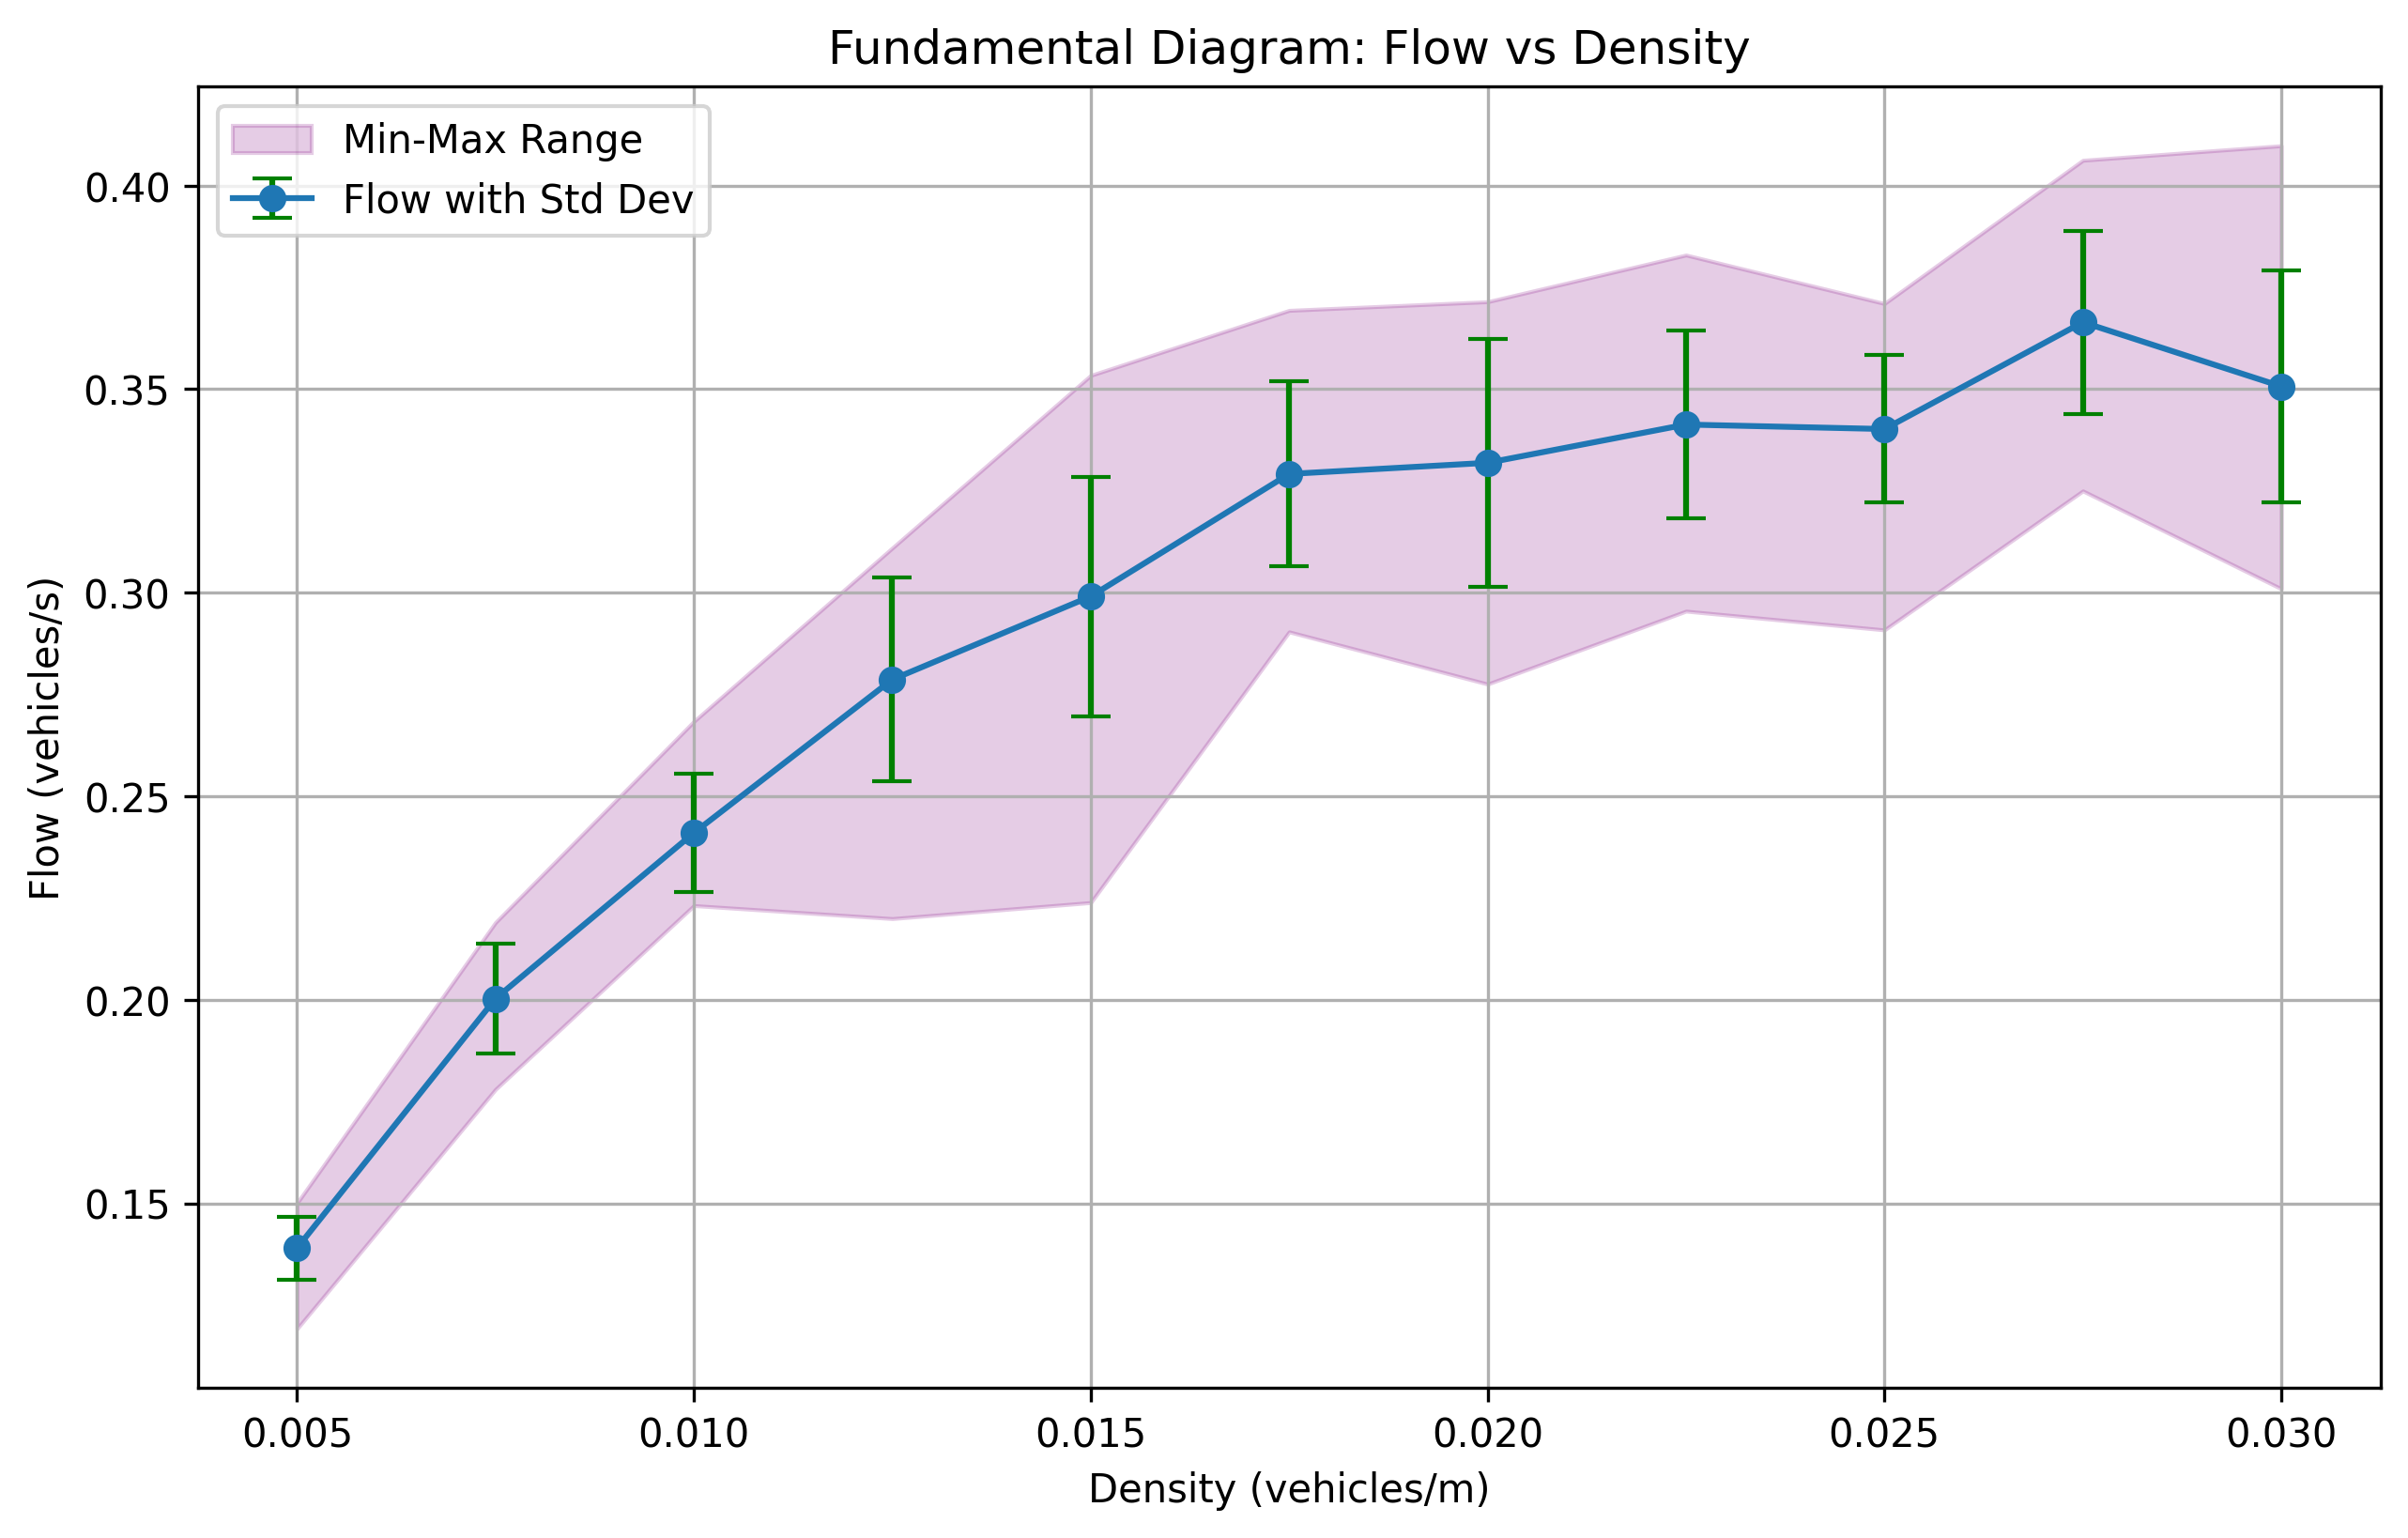 Fundamental Diagram: Flow vs Density
Min-Max Range
Flow with Std Dev
0.40
0.35
0.30
0.25
0.20
0.15
Flow (vehicles/s)
0.005 0.010 0.015 0.020 0.025 0.030
Density (vehicles/m)